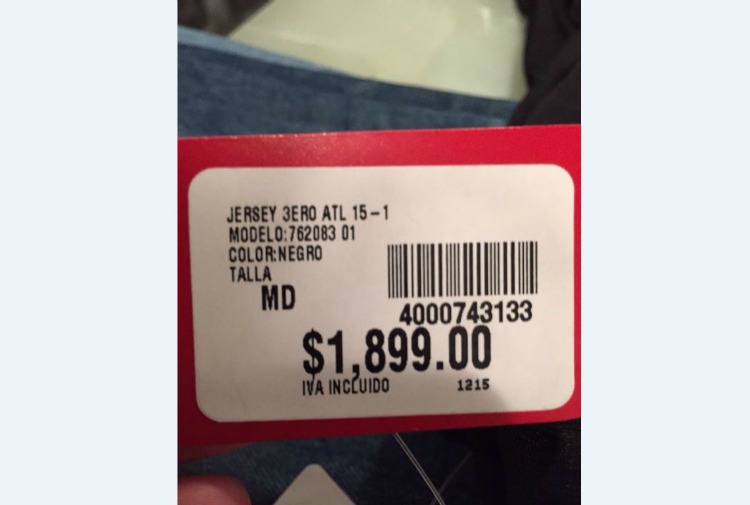 JERSEY 3ERO ATL 15-1
MODELO:762083 01
COLOR:NEGRO
TALLA
MD
4000743133
$1,899.00
IVA INCLUIDO 1215